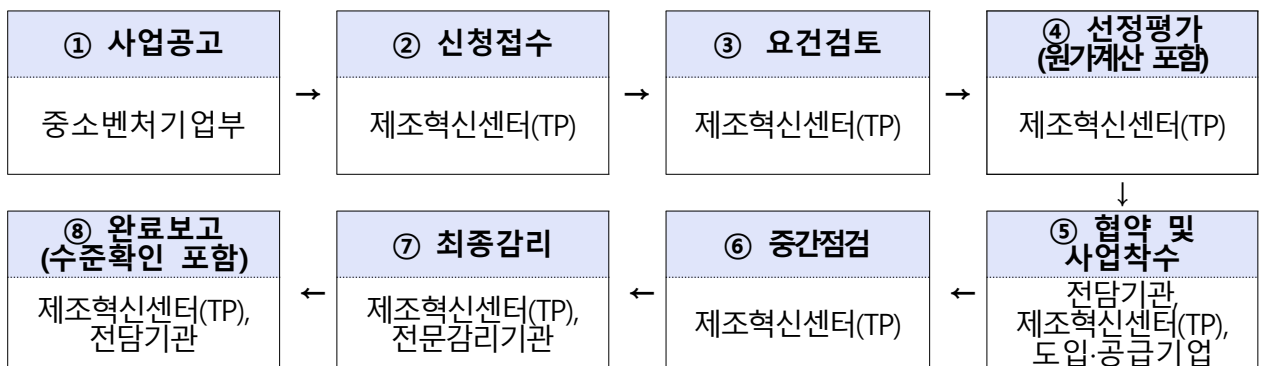 ① 사업공고
중소벤처기업부
→
② 신청접수
제조혁신센터(TP)
→
③ 요건검토
제조혁신센터(TP)
→
④ 선정평가
(원가계산 포함)
제조혁신센터(TP)
↓
⑤ 협약 및
사업착수
전담기관,
제조혁신센터(TP),
도입·공급기업
←
⑥ 중간점검
제조혁신센터(TP)
←
⑦ 최종감리
제조혁신센터(TP),
전문감리기관
←
⑧ 완료보고
(수준확인 포함)
제조혁신센터(TP),
전담기관